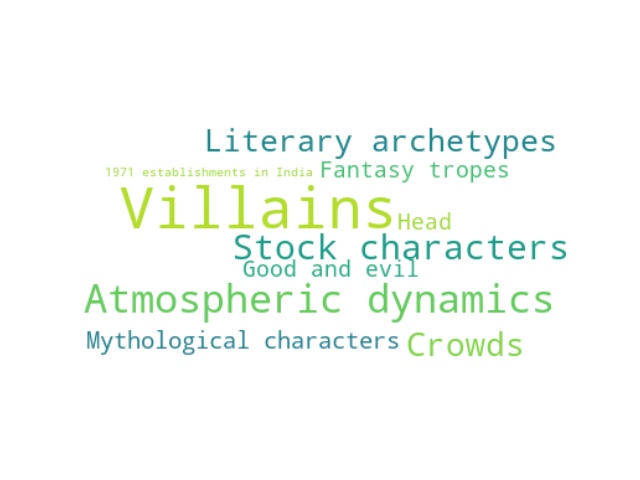 Literary archetypes
1971 establishments in India
Fantasy tropes
Villains
Head
Stock characters
Good and evil
Atmospheric dynamics
Mythological characters
Crowds